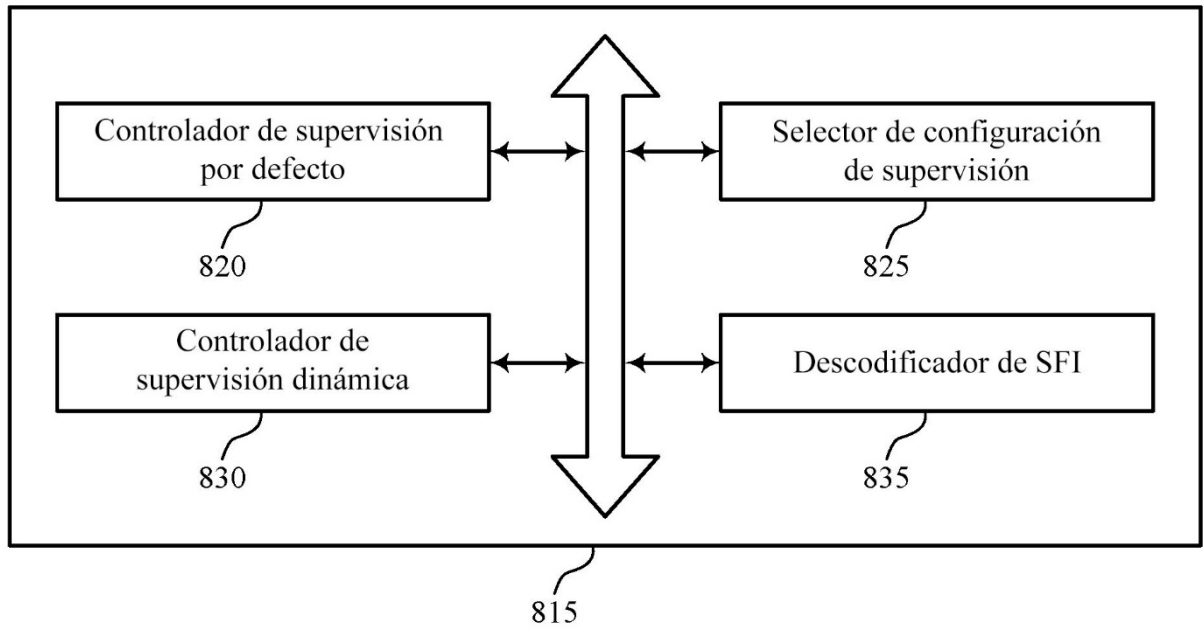 Controlador de supervisión
por defecto
820
Selector de configuración
de supervisión
825
Controlador de
supervisión dinámica
830
Descodificador de SFI
835
815